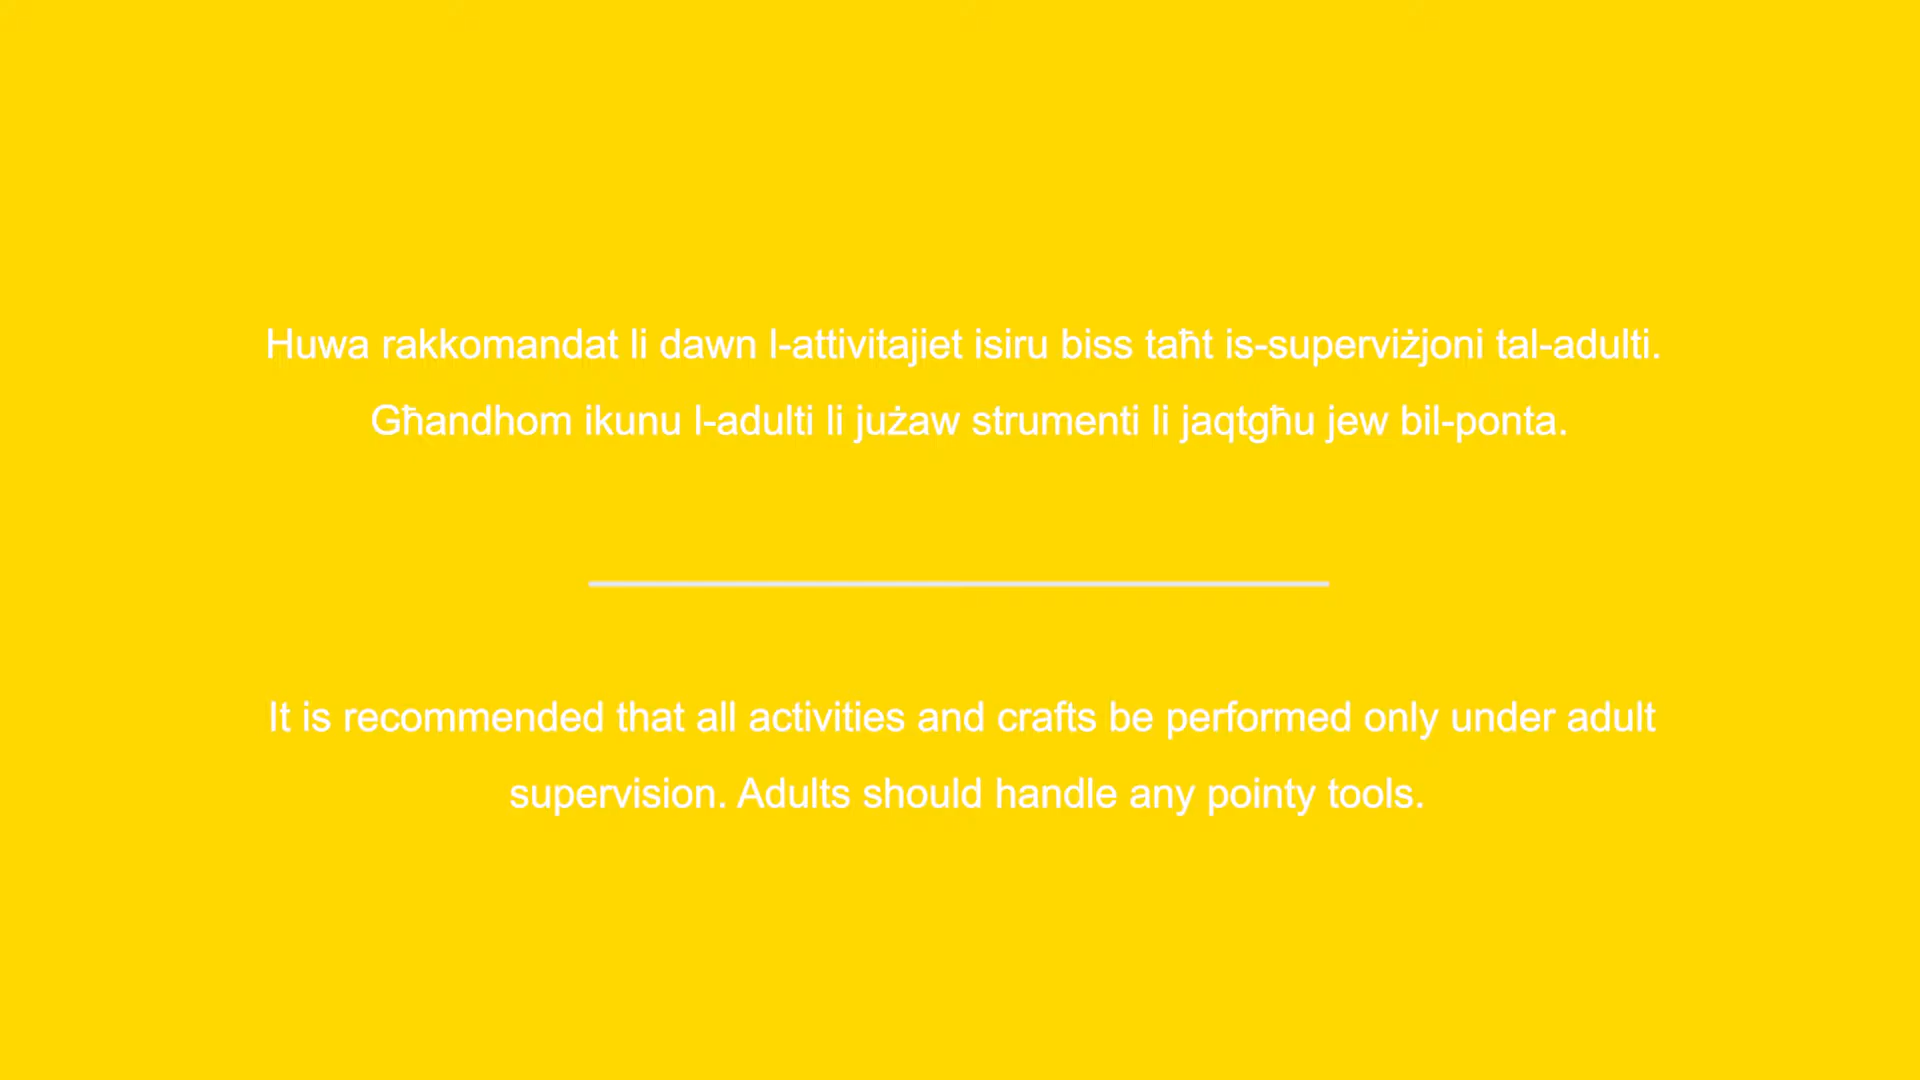 Huwa rakkomandat li dawn l-attivitajiet isiru biss taħt is-superviżjoni tal-adulti.
Għandhom ikunu l-adulti li jużaw strumenti li jaqtgħu jew bil-ponta.
It is recommended that all activities and crafts be performed only under adult
supervision. Adults should handle any pointy tools.